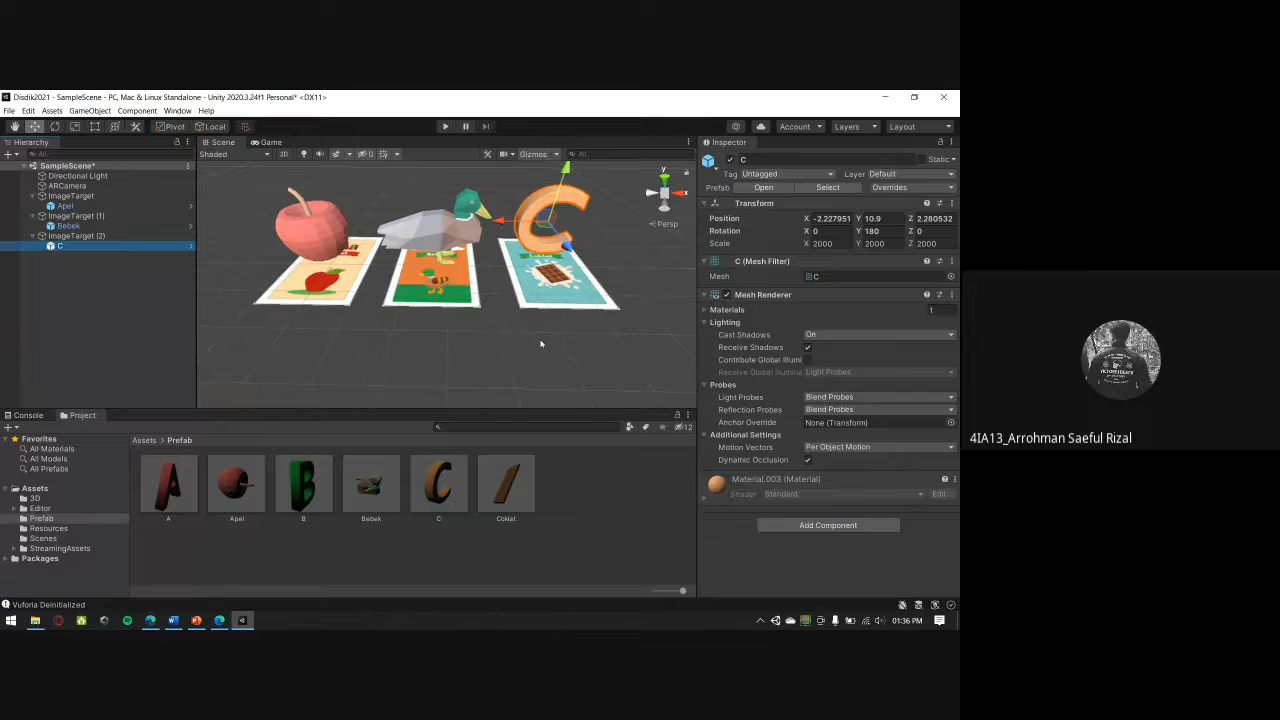 Disdik2021 - SampleScene - PC, Mac & Linux Standalone - Unity 2020.3.24f1 Personal* <DX11>
File Edit Assets GameObject Component Window Help
Pivot Local Account Layers Layout
Hierarchy
All
SampleScene*
Directional Light
ARCamera
ImageTarget
Apel
ImageTarget (1)
Bebek
ImageTarget (2)
C
Scene Game
Shaded 2D 0 Gizmos All
y
x
Persp
Inspector
C Static
Tag Untagged Layer Default
Prefab Open Select Overrides
Transform
Position X -2.227951 Y 10.9 Z 2.280532
Rotation X 0 Y 180 Z 0
Scale X 2000 Y 2000 Z 2000
C (Mesh Filter)
Mesh C
Mesh Renderer
Materials 1
Lighting
Cast Shadows On
Receive Shadows
Contribute Global Illumi
Receive Global Illumina Light Probes
Probes
Light Probes Blend Probes
Reflection Probes Blend Probes
Anchor Override None (Transform)
Additional Settings
Motion Vectors Per Object Motion
Dynamic Occlusion
Material.003 (Material)
Shader Standard Edit...
Add Component
Console Project
12
Favorites
All Materials
All Models
All Prefabs
Assets
3D
Editor
Prefab
Resources
Scenes
StreamingAssets
Packages
Assets > Prefab
A Apel B Bebek C Coklat
Vuforia Deinitialized
01:36 PM
4IA13_Arrohman Saeful Rizal